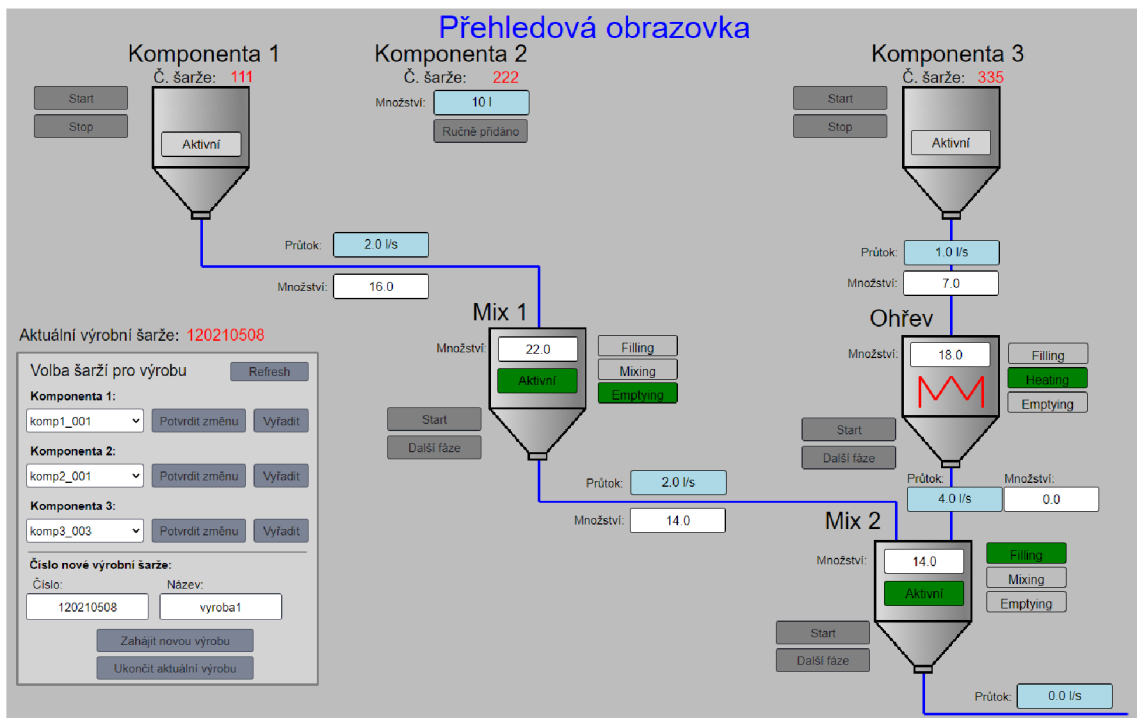 Přehledová obrazovka
Komponenta 1
Č. šarže: 111
Start
Stop
Aktivní
Komponenta 2
Č. šarže: 222
Množství: 10 l
Ručně přidáno
Komponenta 3
Č. šarže: 335
Start
Stop
Aktivní
Průtok: 2.0 l/s
Množství: 16.0
Průtok: 1.0 l/s
Množství: 7.0
Mix 1
Množství: 22.0
Aktivní
Filling
Mixing
Emptying
Start
Další fáze
Ohřev
Množství: 18.0
Filling
Heating
Emptying
Start
Další fáze
Průtok: 2.0 l/s
Množství: 14.0
Průtok: 4.0 l/s
Množství: 0.0
Mix 2
Množství: 14.0
Aktivní
Filling
Mixing
Emptying
Start
Další fáze
Průtok: 0.0 l/s
Aktuální výrobní šarže: 120210508
Volba šarží pro výrobu
Refresh
Komponenta 1:
komp1_001 Potvrdit změnu Vyřadit
Komponenta 2:
komp2_001 Potvrdit změnu Vyřadit
Komponenta 3:
komp3_003 Potvrdit změnu Vyřadit
Číslo nové výrobní šarže:
Číslo: Název:
120210508 vyroba1
Zahájit novou výrobu
Ukončit aktuální výrobu